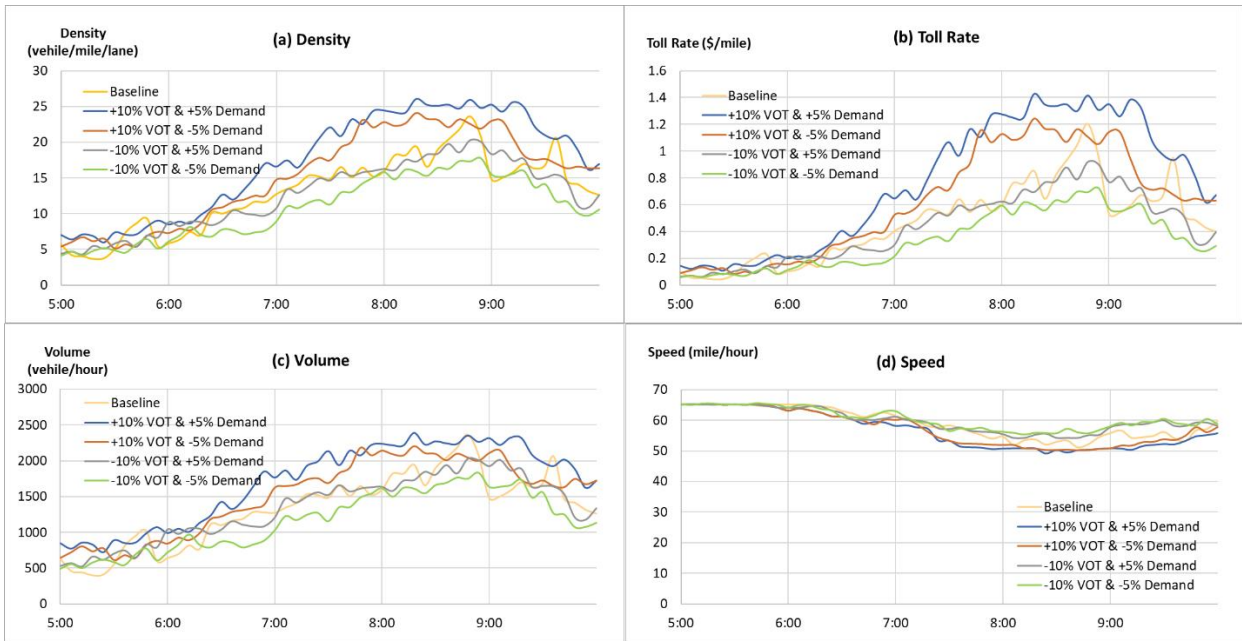 Density
(vehile/mile/lane)
(a) Density
30
25
20
15
10
5
0
Baseline
+10% VOT & +5% Demand
+10% VOT & -5% Demand
-10% VOT & +5% Demand
-10% VOT & -5% Demand
5:00 6:00 7:00 8:00 9:00
Toll Rate ($/mile)
(b) Toll Rate
1.6
1.4
1.2
1
0.8
0.6
0.4
0.2
0
Baseline
+10% VOT & +5% Demand
+10% VOT & -5% Demand
-10% VOT & +5% Demand
-10% VOT & -5% Demand
5:00 6:00 7:00 8:00 9:00
Volume
(vehile/hour)
(c) Volume
3000
2500
2000
1500
1000
500
0
Baseline
+10% VOT & +5% Demand
+10% VOT & -5% Demand
-10% VOT & +5% Demand
-10% VOT & -5% Demand
5:00 6:00 7:00 8:00 9:00
Speed (mile/hour)
(d) Speed
70
60
50
40
30
20
10
0
Baseline
+10% VOT & +5% Demand
+10% VOT & -5% Demand
-10% VOT & +5% Demand
-10% VOT & -5% Demand
5:00 6:00 7:00 8:00 9:00